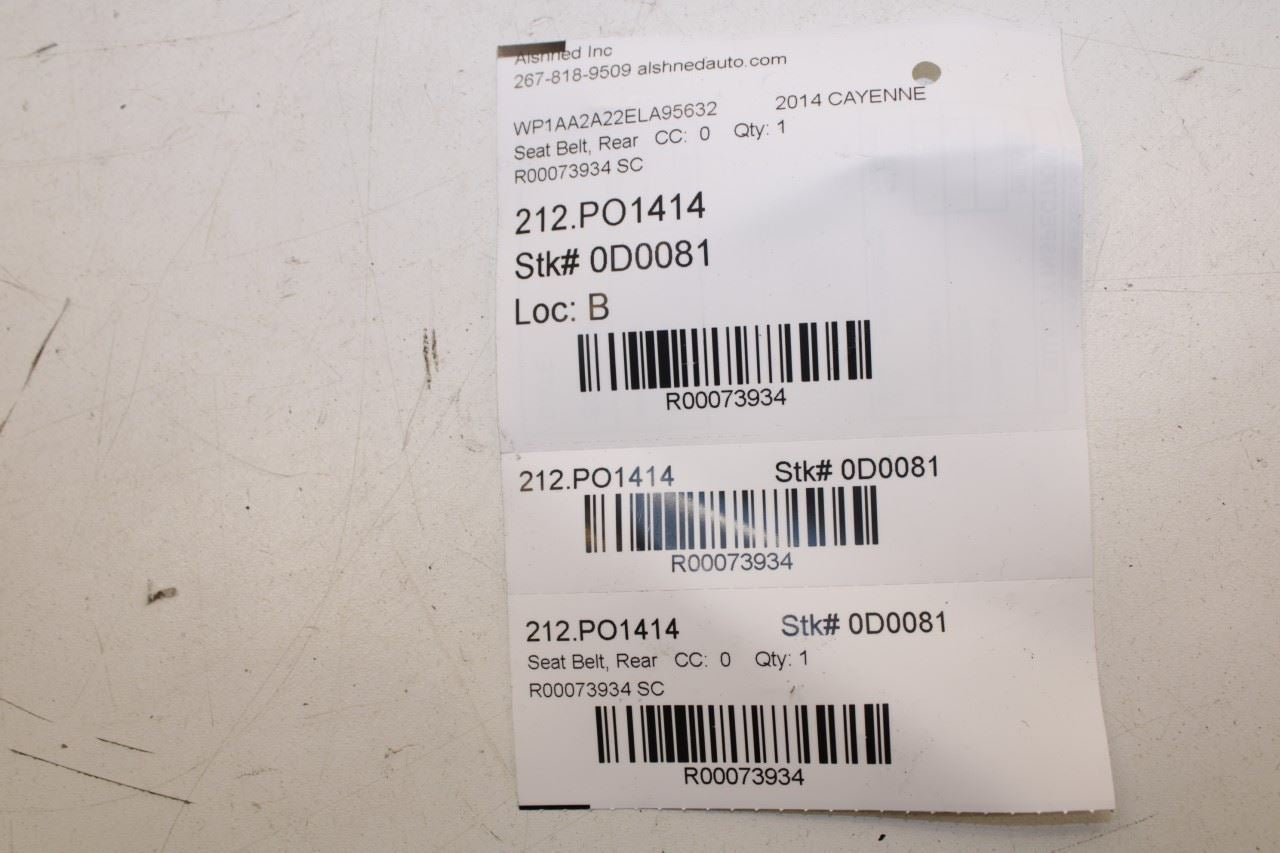 Alshned Inc
267-818-9509 alshnedauto.com
WP1AA2A22ELA95632 2014 CAYENNE
Seat Belt, Rear CC: 0 Qty: 1
R00073934 SC
212.PO1414
Stk# 0D0081
Loc: B
R00073934
212.PO1414 Stk# 0D0081
R00073934
212.PO1414 Stk# 0D0081
Seat Belt, Rear CC: 0 Qty: 1
R00073934 SC
R00073934